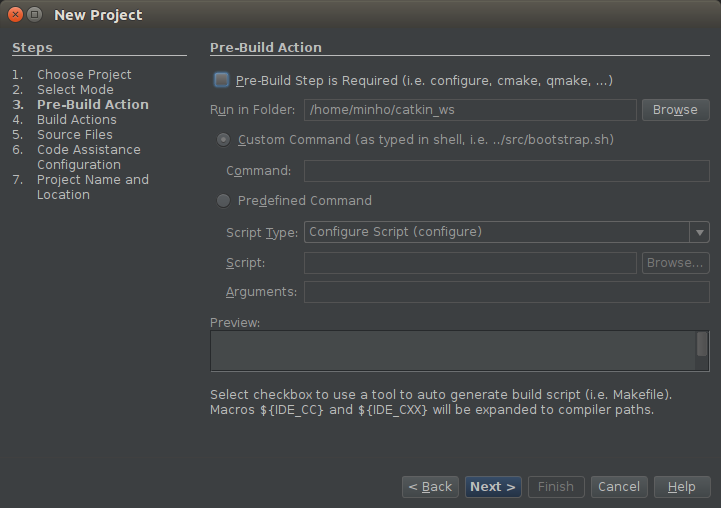 New Project
Steps
1. Choose Project
2. Select Mode
3. Pre-Build Action
4. Build Actions
5. Source Files
6. Code Assistance
Configuration
7. Project Name and
Location
Pre-Build Action
Pre-Build Step is Required (i.e. configure, cmake, qmake, ...)
Run in Folder: /home/minho/catkin_ws Browse
Custom Command (as typed in shell, i.e. ../src/bootstrap.sh)
Command:
Predefined Command
Script Type: Configure Script (configure)
Script: Browse...
Arguments:
Preview:
Select checkbox to use a tool to auto generate build script (i.e. Makefile).
Macros ${IDE_CC} and ${IDE_CXX} will be expanded to compiler paths.
< Back Next > Finish Cancel Help